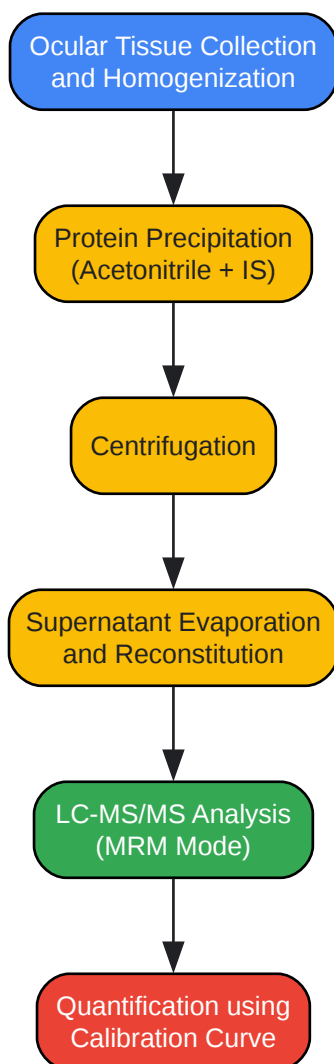 Ocular Tissue Collection
and Homogenization
Protein Precipitation
(Acetonitrile + IS)
Centrifugation
Supernatant Evaporation
and Reconstitution
LC-MS/MS Analysis
(MRM Mode)
Quantification using
Calibration Curve